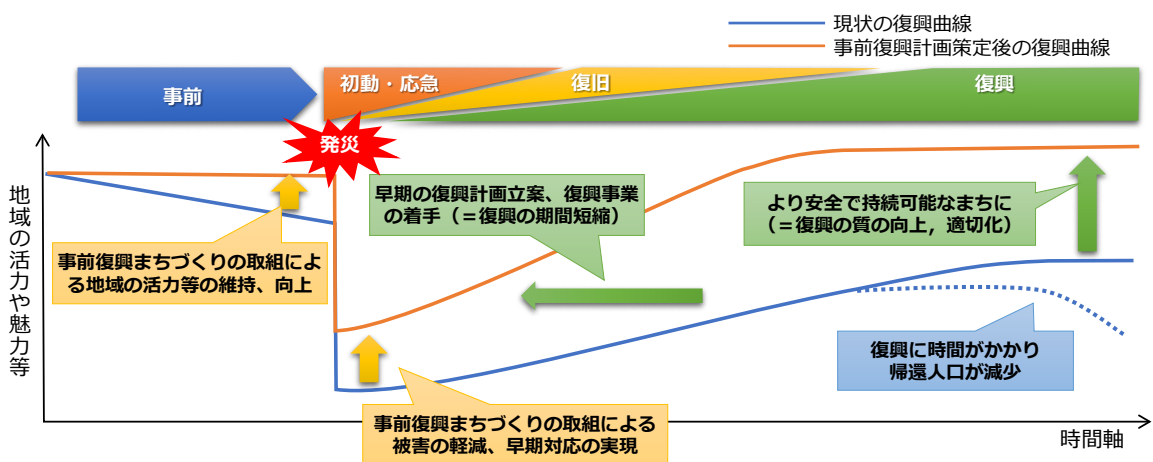 現状の復興曲線
事前復興計画策定後の復興曲線
事前
初動・応急
復旧
復興
発災
地域の活力や魅力等
早期の復興計画立案、復興事業
の着手（＝復興の期間短縮）
より安全で持続可能なまちに
（＝復興の質の向上，適切化）
事前復興まちづくりの取組によ
る地域の活力等の維持、向上
復興に時間がかかり
帰還人口が減少
事前復興まちづくりの取組による
被害の軽減、早期対応の実現
時間軸